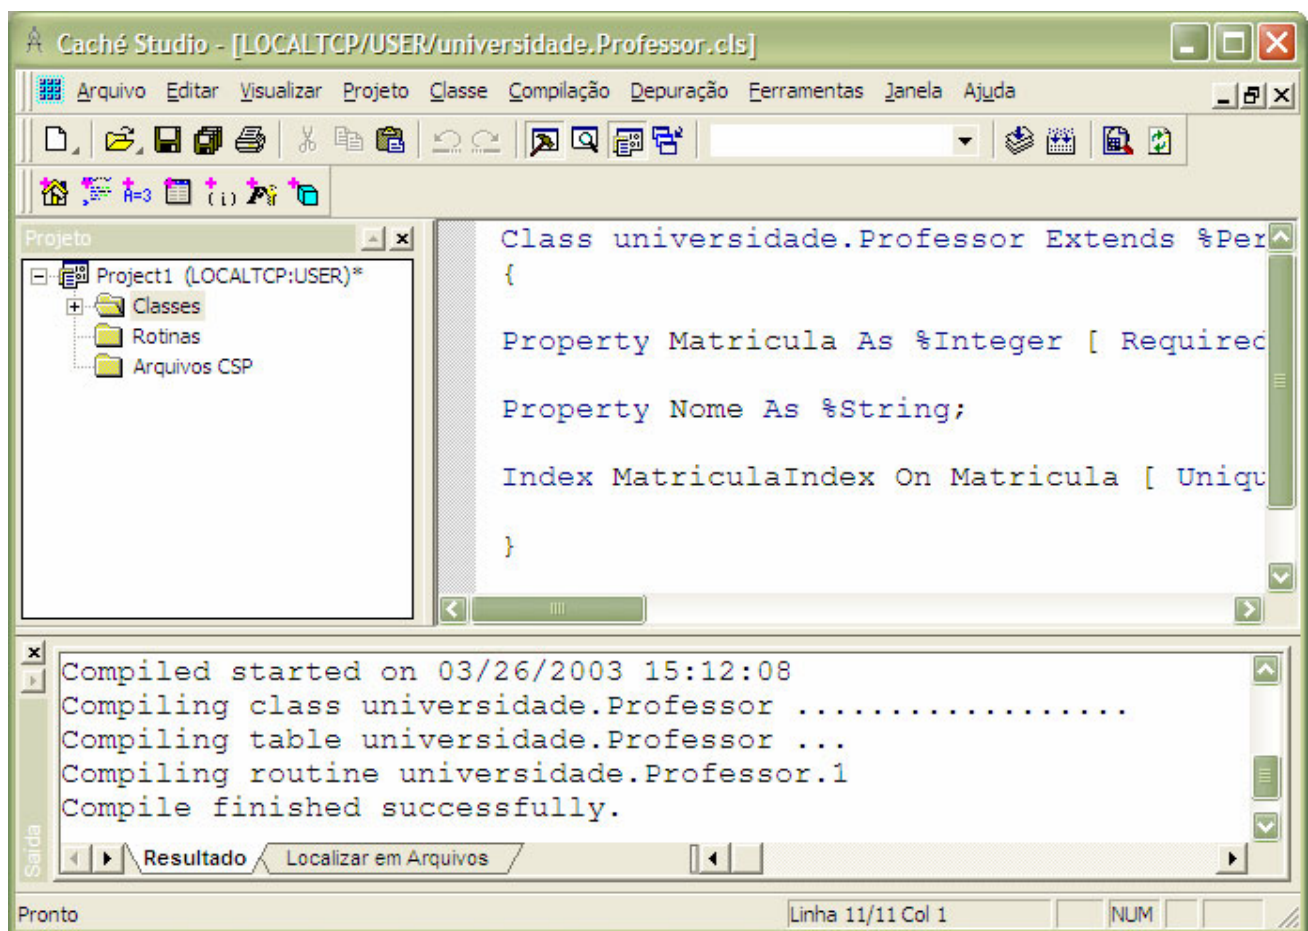 Caché Studio - [LOCALTCP/USER/universidade.Professor.cls]
Arquivo Editar Visualizar Projeto Classe Compilação Depuração Ferramentas Janela Ajuda
A=3
Projeto
Project1 (LOCALTCP:USER)*
Classes
Rotinas
Arquivos CSP
Class universidade.Professor Extends %Per
{
Property Matricula As %Integer [ Required
Property Nome As %String;
Index MatriculaIndex On Matricula [ Uniqu
}
Compiled started on 03/26/2003 15:12:08
Compiling class universidade.Professor ..................
Compiling table universidade.Professor ...
Compiling routine universidade.Professor.1
Compile finished successfully.
Saída
Resultado Localizar em Arquivos
Pronto Linha 11/11 Col 1 NUM